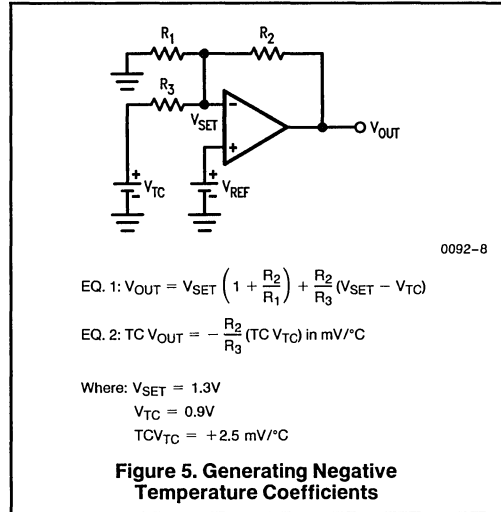 R1
R2
R3
VSET
−
+
VOUT
+
−
VTC
+
−
VREF
0092–8
EQ. 1: VOUT = VSET (1 + R2/R1) + R2/R3 (VSET − VTC)
EQ. 2: TC VOUT = − R2/R3 (TC VTC) in mV/°C
Where: VSET = 1.3V
VTC = 0.9V
TCVTC = +2.5 mV/°C
Figure 5. Generating Negative
Temperature Coefficients